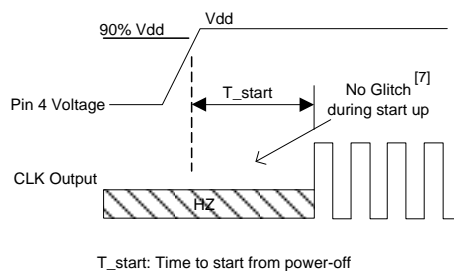 Vdd
90% Vdd
T_start
No Glitch [7]
during start up
Pin 4 Voltage
CLK Output
HZ
T_start: Time to start from power-off